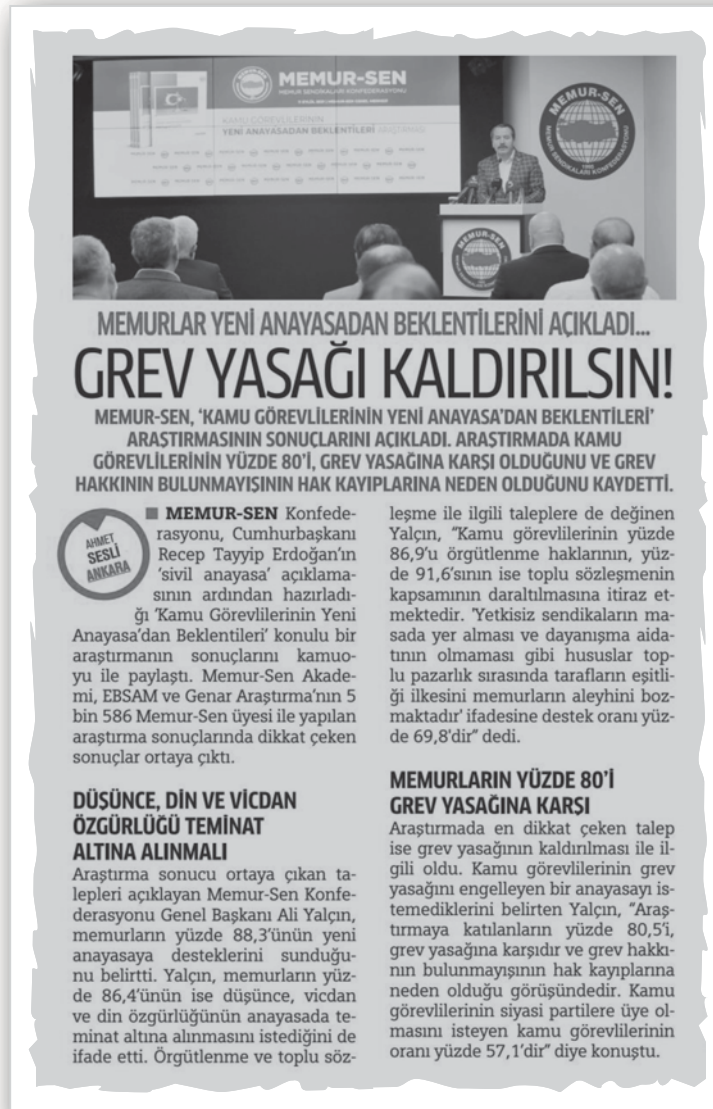 MEMUR-SEN
MEMUR SENDİKALARI KONFEDERASYONU
KAMU GÖREVLİLERİNİN
YENİ ANAYASADAN BEKLENTİLERİ ARAŞTIRMASI
MEMUR-SEN
MEMUR SENDİKALARI KONFEDERASYONU
1995
MEMUR-SEN
MEMURLAR YENİ ANAYASADAN BEKLENTİLERİNİ AÇIKLADI...
GREV YASAĞI KALDIRILSIN!
MEMUR-SEN, ‘KAMU GÖREVLİLERİNİN YENİ ANAYASA’DAN BEKLENTİLERİ’
ARAŞTIRMASININ SONUÇLARINI AÇIKLADI. ARAŞTIRMADA KAMU
GÖREVLİLERİNİN YÜZDE 80’İ, GREV YASAĞINA KARŞI OLDUĞUNU VE GREV
HAKKININ BULUNMAYIŞININ HAK KAYIPLARINA NEDEN OLDUĞUNU KAYDETTİ.
AHMET
SESLİ
ANKARA
■ MEMUR-SEN Konfede-
rasyonu, Cumhurbaşkanı
Recep Tayyip Erdoğan’ın
‘sivil anayasa’ açıklama-
sının ardından hazırladı-
ğı ‘Kamu Görevlilerinin Yeni
Anayasa’dan Beklentileri’ konulu bir
araştırmanın sonuçlarını kamuo-
yu ile paylaştı. Memur-Sen Akade-
mi, EBSAM ve Genar Araştırma’nın 5
bin 586 Memur-Sen üyesi ile yapılan
araştırma sonuçlarında dikkat çeken
sonuçlar ortaya çıktı.
DÜŞÜNCE, DİN VE VİCDAN
ÖZGÜRLÜĞÜ TEMİNAT
ALTINA ALINMALI
Araştırma sonucu ortaya çıkan ta-
lepleri açıklayan Memur-Sen Konfe-
derasyonu Genel Başkanı Ali Yalçın,
memurların yüzde 88,3’ünün yeni
anayasaya desteklerini sunduğu-
nu belirtti. Yalçın, memurların yüz-
de 86,4’ünün ise düşünce, vicdan
ve din özgürlüğünün anayasada te-
minat altına alınmasını istediğini de
ifade etti. Örgütlenme ve toplu söz-
leşme ile ilgili taleplere de değinen
Yalçın, “Kamu görevlilerinin yüzde
86,9’u örgütlenme haklarının, yüz-
de 91,6’sının ise toplu sözleşmenin
kapsamının daraltılmasına itiraz et-
mektedir. ‘Yetkisiz sendikaların ma-
sada yer alması ve dayanışma aida-
tının olmaması gibi hususlar top-
lu pazarlık sırasında tarafların eşitli-
ği ilkesini memurların aleyhini boz-
maktadır’ ifadesine destek oranı yüz-
de 69,8’dir” dedi.
MEMURLARIN YÜZDE 80’İ
GREV YASAĞINA KARŞI
Araştırmada en dikkat çeken talep
ise grev yasağının kaldırılması ile il-
gili oldu. Kamu görevlilerinin grev
yasağını engelleyen bir anayasayı is-
temediklerini belirten Yalçın, “Araş-
tırmaya katılanların yüzde 80,5’i,
grev yasağına karşıdır ve grev hakkı-
nın bulunmayışının hak kayıplarına
neden olduğu görüşündedir. Kamu
görevlilerinin siyasi partilere üye ol-
masını isteyen kamu görevlilerinin
oranı yüzde 57,1’dir” diye konuştu.